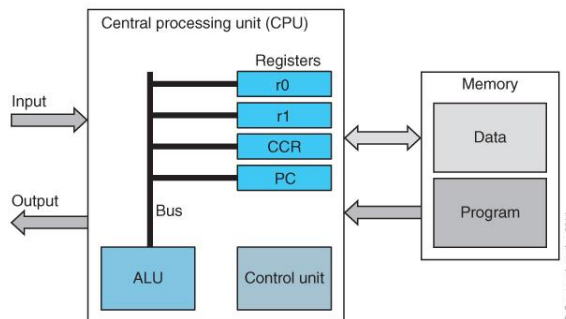 Central processing unit (CPU)
Registers
r0
r1
CCR
PC
Input
Output
Bus
ALU
Control unit
Memory
Data
Program